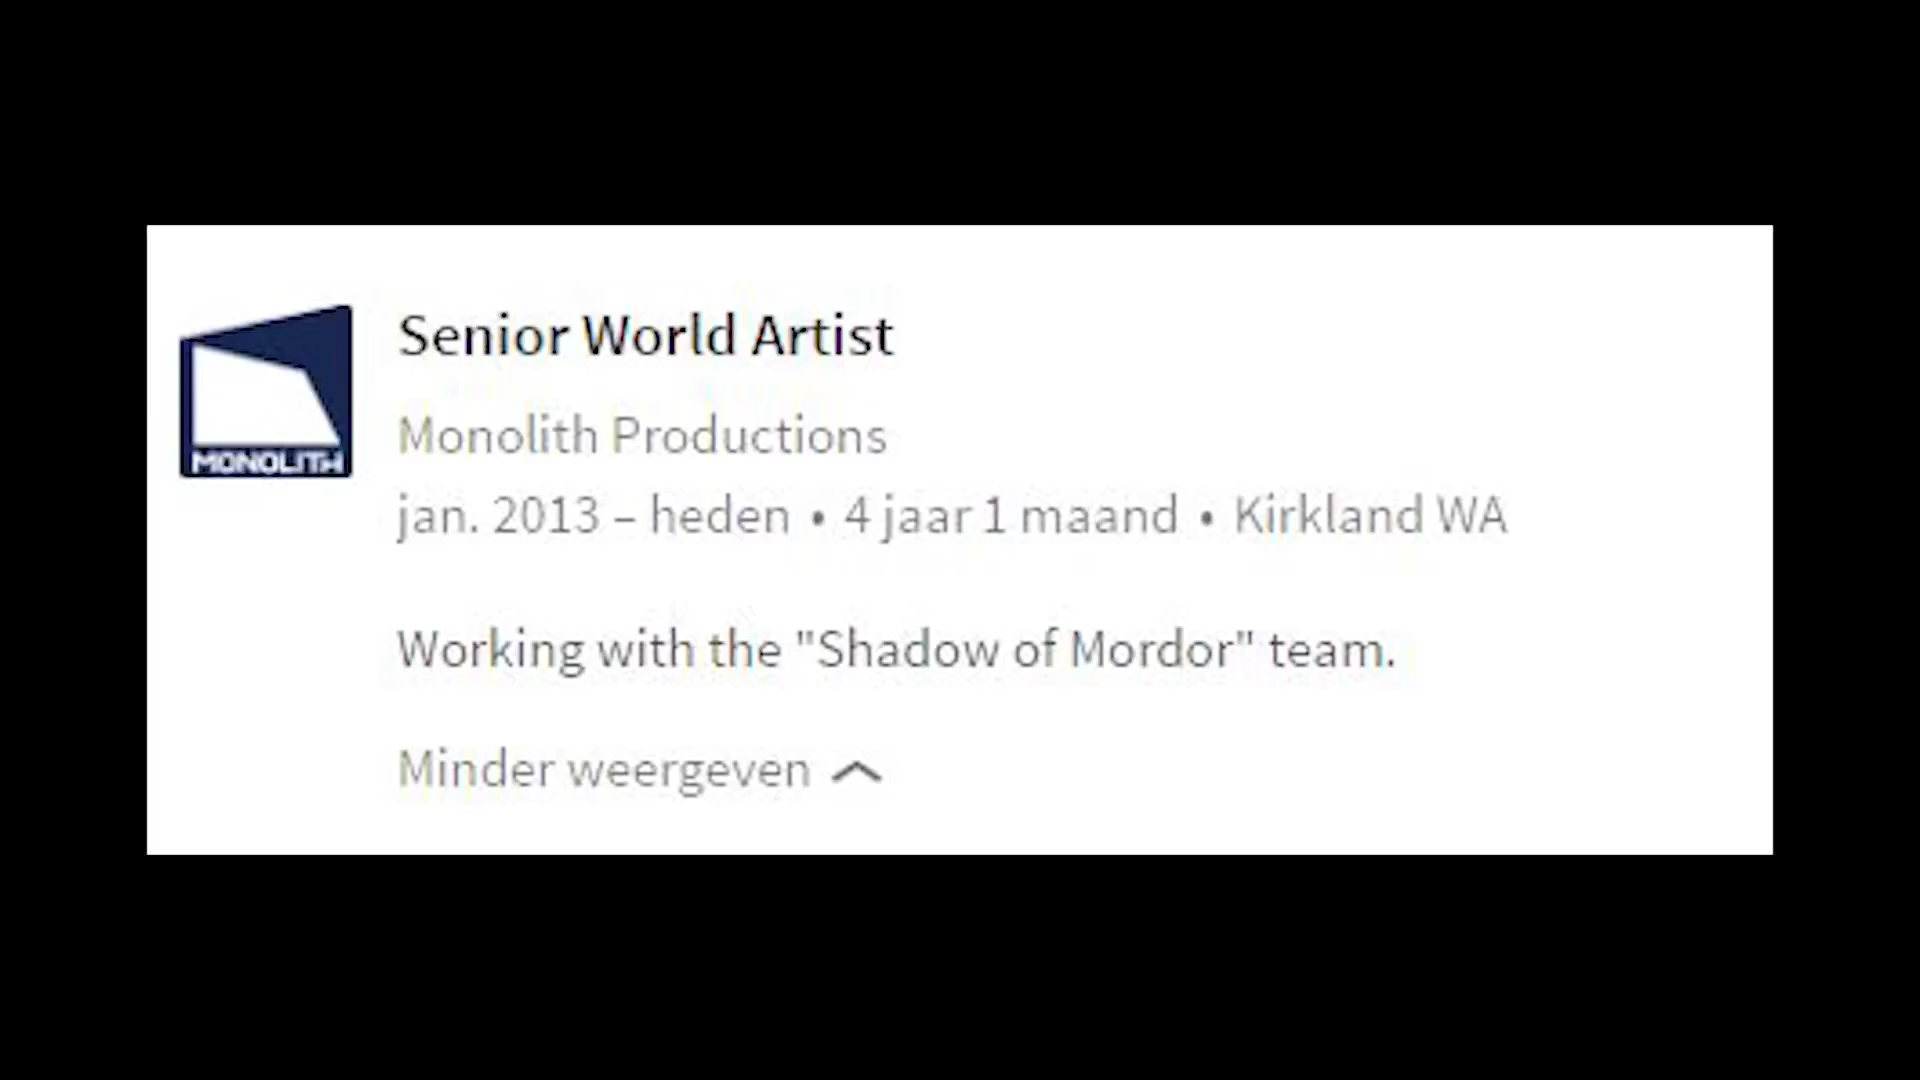 MONOLITH
Senior World Artist
Monolith Productions
jan. 2013 – heden • 4 jaar 1 maand • Kirkland WA
Working with the "Shadow of Mordor" team.
Minder weergeven